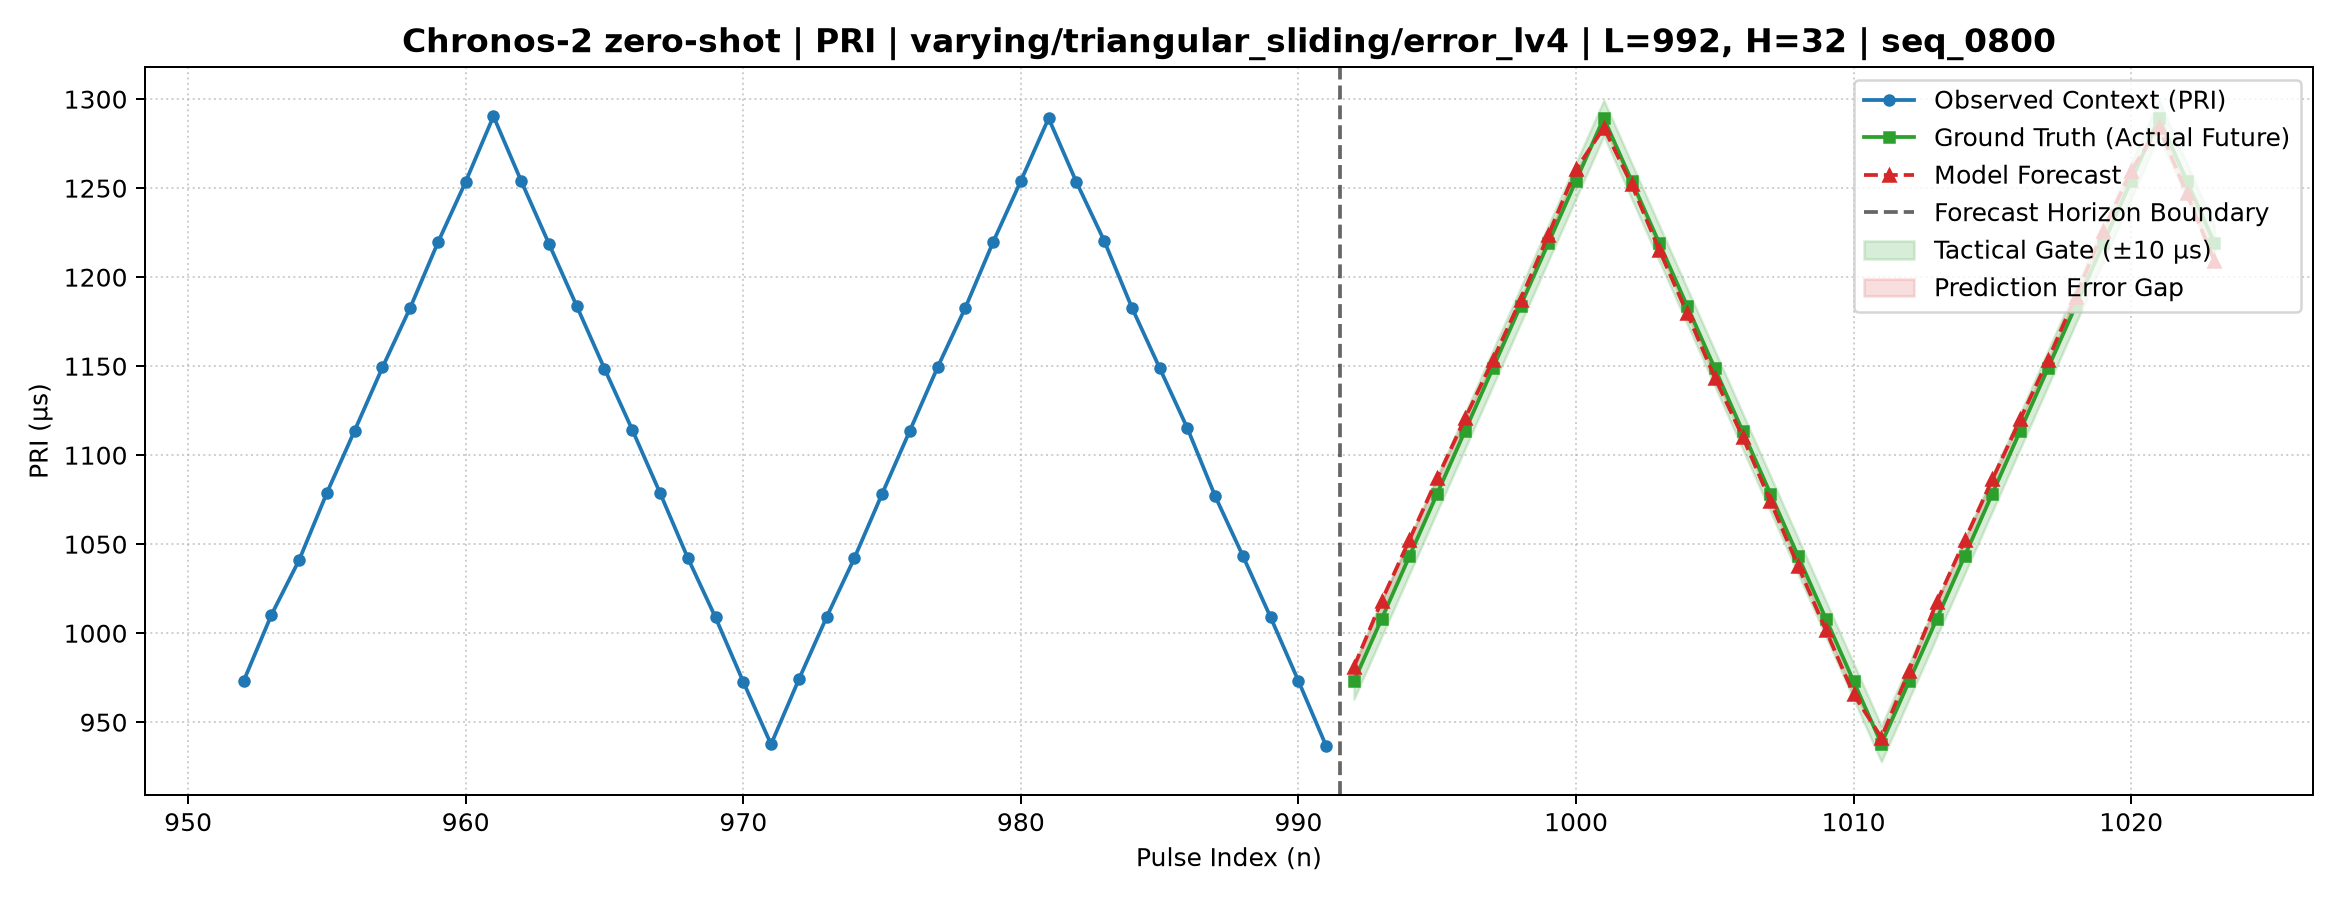 Chronos-2 zero-shot | PRI | varying/triangular_sliding/error_lv4 | L=992, H=32 | seq_0800
PRI (µs)
1300
1250
1200
1150
1100
1050
1000
950
Observed Context (PRI)
Ground Truth (Actual Future)
Model Forecast
Forecast Horizon Boundary
Tactical Gate (±10 µs)
Prediction Error Gap
950 960 970 980 990 1000 1010 1020
Pulse Index (n)